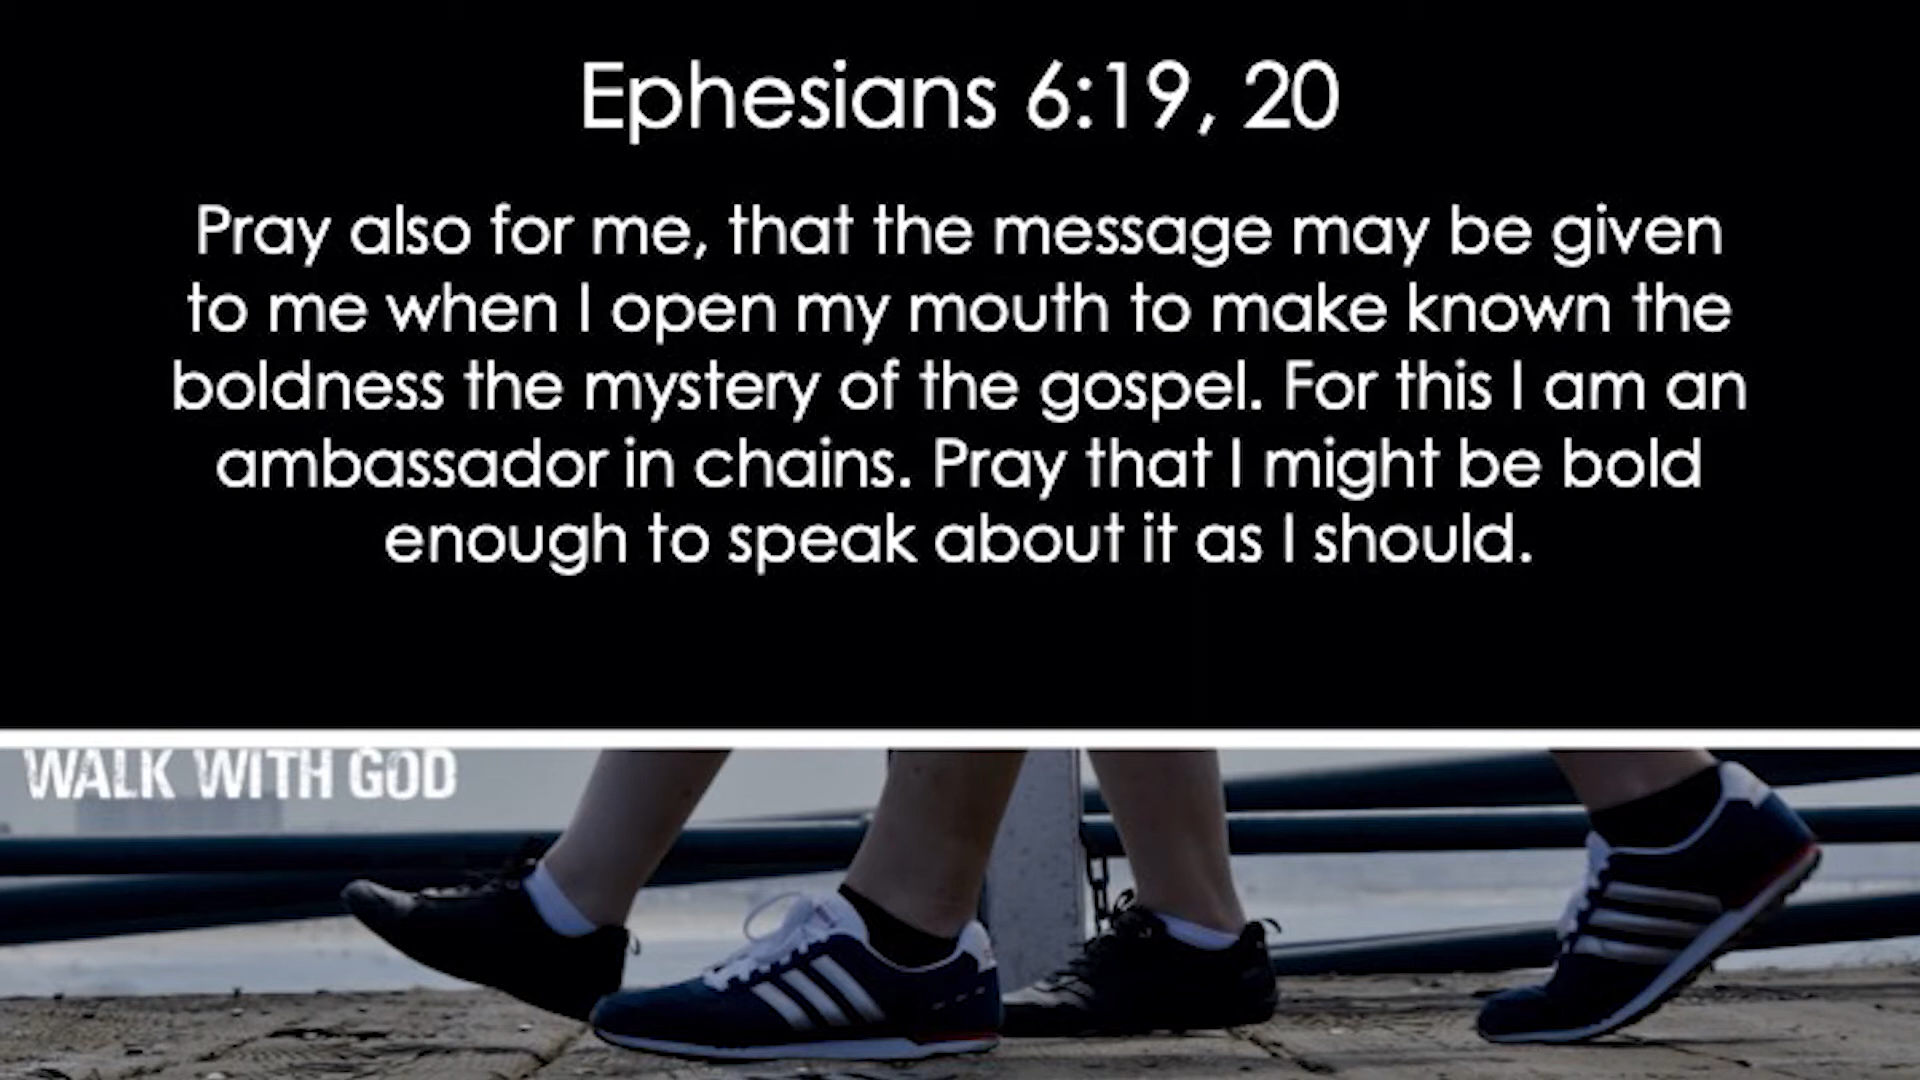 Ephesians 6:19, 20
Pray also for me, that the message may be given
to me when I open my mouth to make known the
boldness the mystery of the gospel. For this I am an
ambassador in chains. Pray that I might be bold
enough to speak about it as I should.
WALK WITH GOD